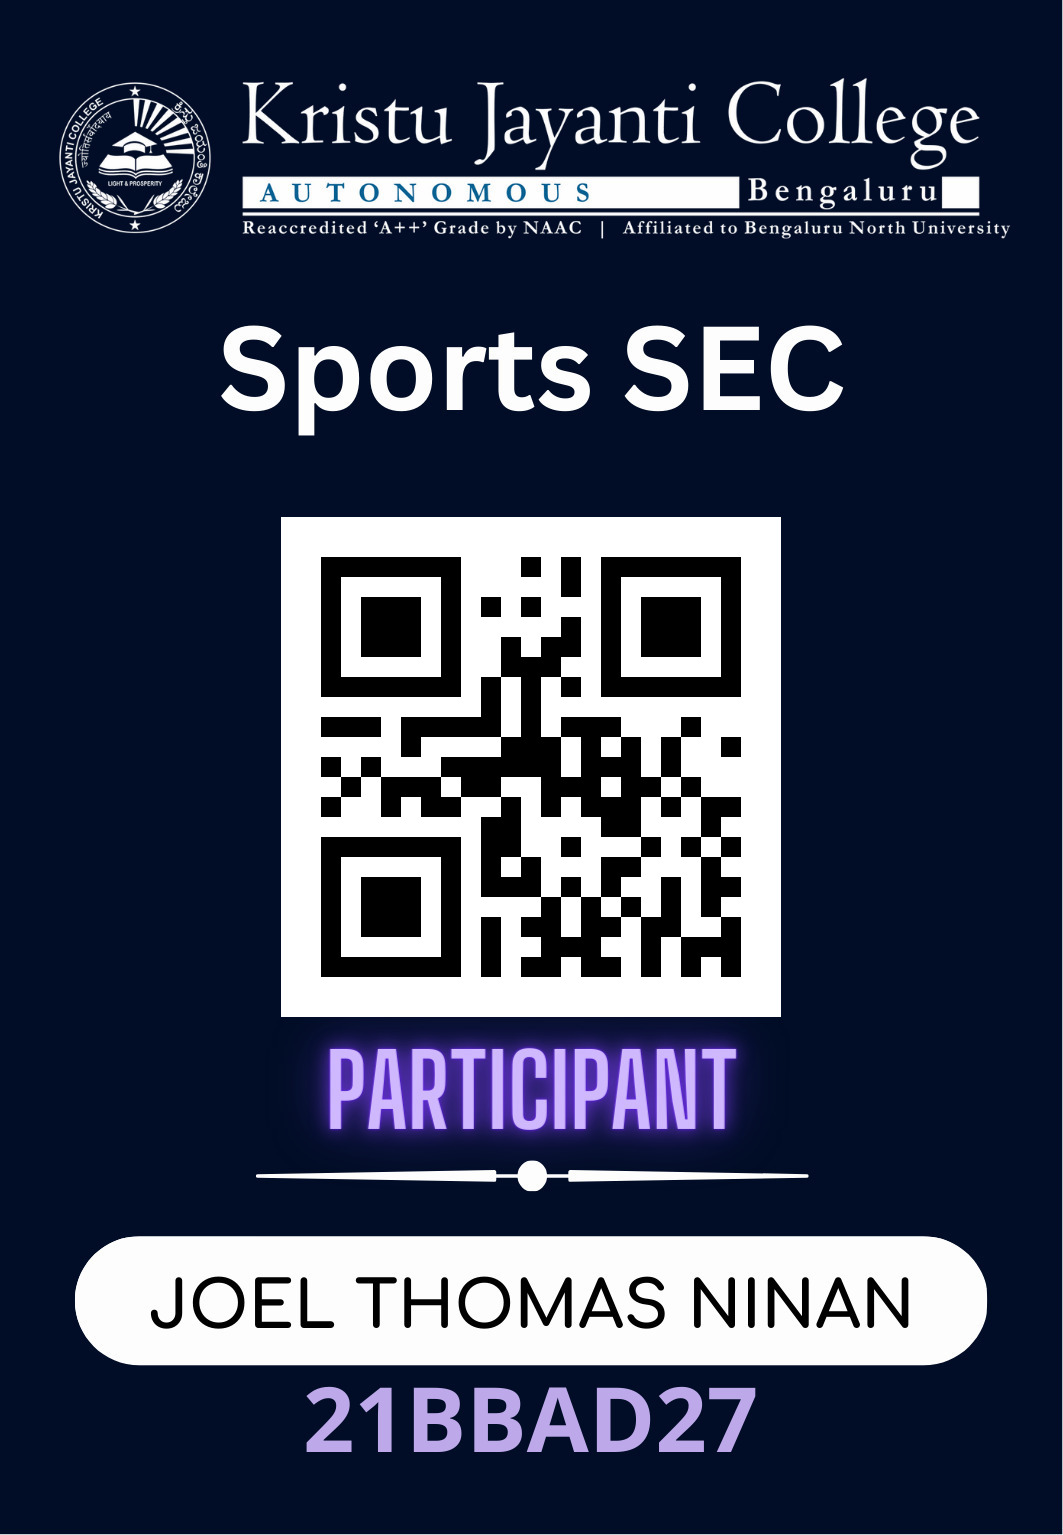 KRISTU JAYANTI COLLEGE
ಕ್ರಿಸ್ತು ಜಯಂತಿ ಕಾಲೇಜು
LIGHT & PROSPERITY
Kristu Jayanti College
AUTONOMOUS Bengaluru
Reaccredited ‘A++’ Grade by NAAC | Affiliated to Bengaluru North University
Sports SEC
PARTICIPANT
JOEL THOMAS NINAN
21BBAD27